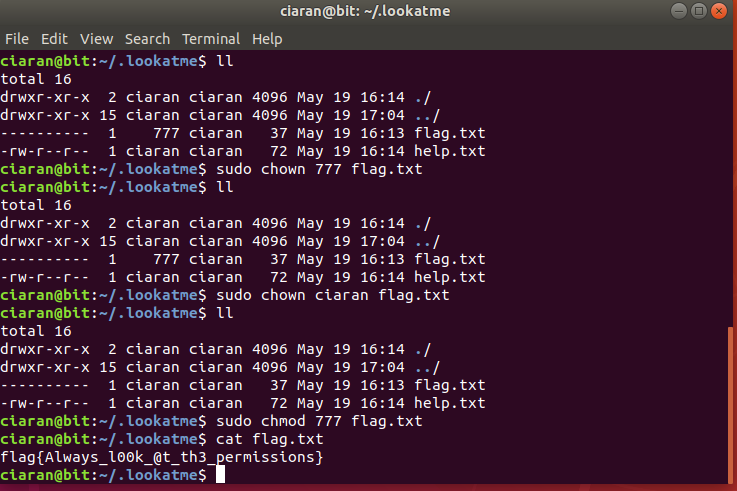 ciaran@bit: ~/.lookatme
File Edit View Search Terminal Help
ciaran@bit:~/.lookatme$ ll
total 16
drwxr-xr-x  2 ciaran ciaran 4096 May 19 16:14 ./
drwxr-xr-x 15 ciaran ciaran 4096 May 19 17:04 ../
----------  1    777 ciaran   37 May 19 16:13 flag.txt
-rw-r--r--  1 ciaran ciaran   72 May 19 16:14 help.txt
ciaran@bit:~/.lookatme$ sudo chown 777 flag.txt
ciaran@bit:~/.lookatme$ ll
total 16
drwxr-xr-x  2 ciaran ciaran 4096 May 19 16:14 ./
drwxr-xr-x 15 ciaran ciaran 4096 May 19 17:04 ../
----------  1    777 ciaran   37 May 19 16:13 flag.txt
-rw-r--r--  1 ciaran ciaran   72 May 19 16:14 help.txt
ciaran@bit:~/.lookatme$ sudo chown ciaran flag.txt
ciaran@bit:~/.lookatme$ ll
total 16
drwxr-xr-x  2 ciaran ciaran 4096 May 19 16:14 ./
drwxr-xr-x 15 ciaran ciaran 4096 May 19 17:04 ../
----------  1 ciaran ciaran   37 May 19 16:13 flag.txt
-rw-r--r--  1 ciaran ciaran   72 May 19 16:14 help.txt
ciaran@bit:~/.lookatme$ sudo chmod 777 flag.txt
ciaran@bit:~/.lookatme$ cat flag.txt
flag{Always_l00k_@t_th3_permissions}
ciaran@bit:~/.lookatme$